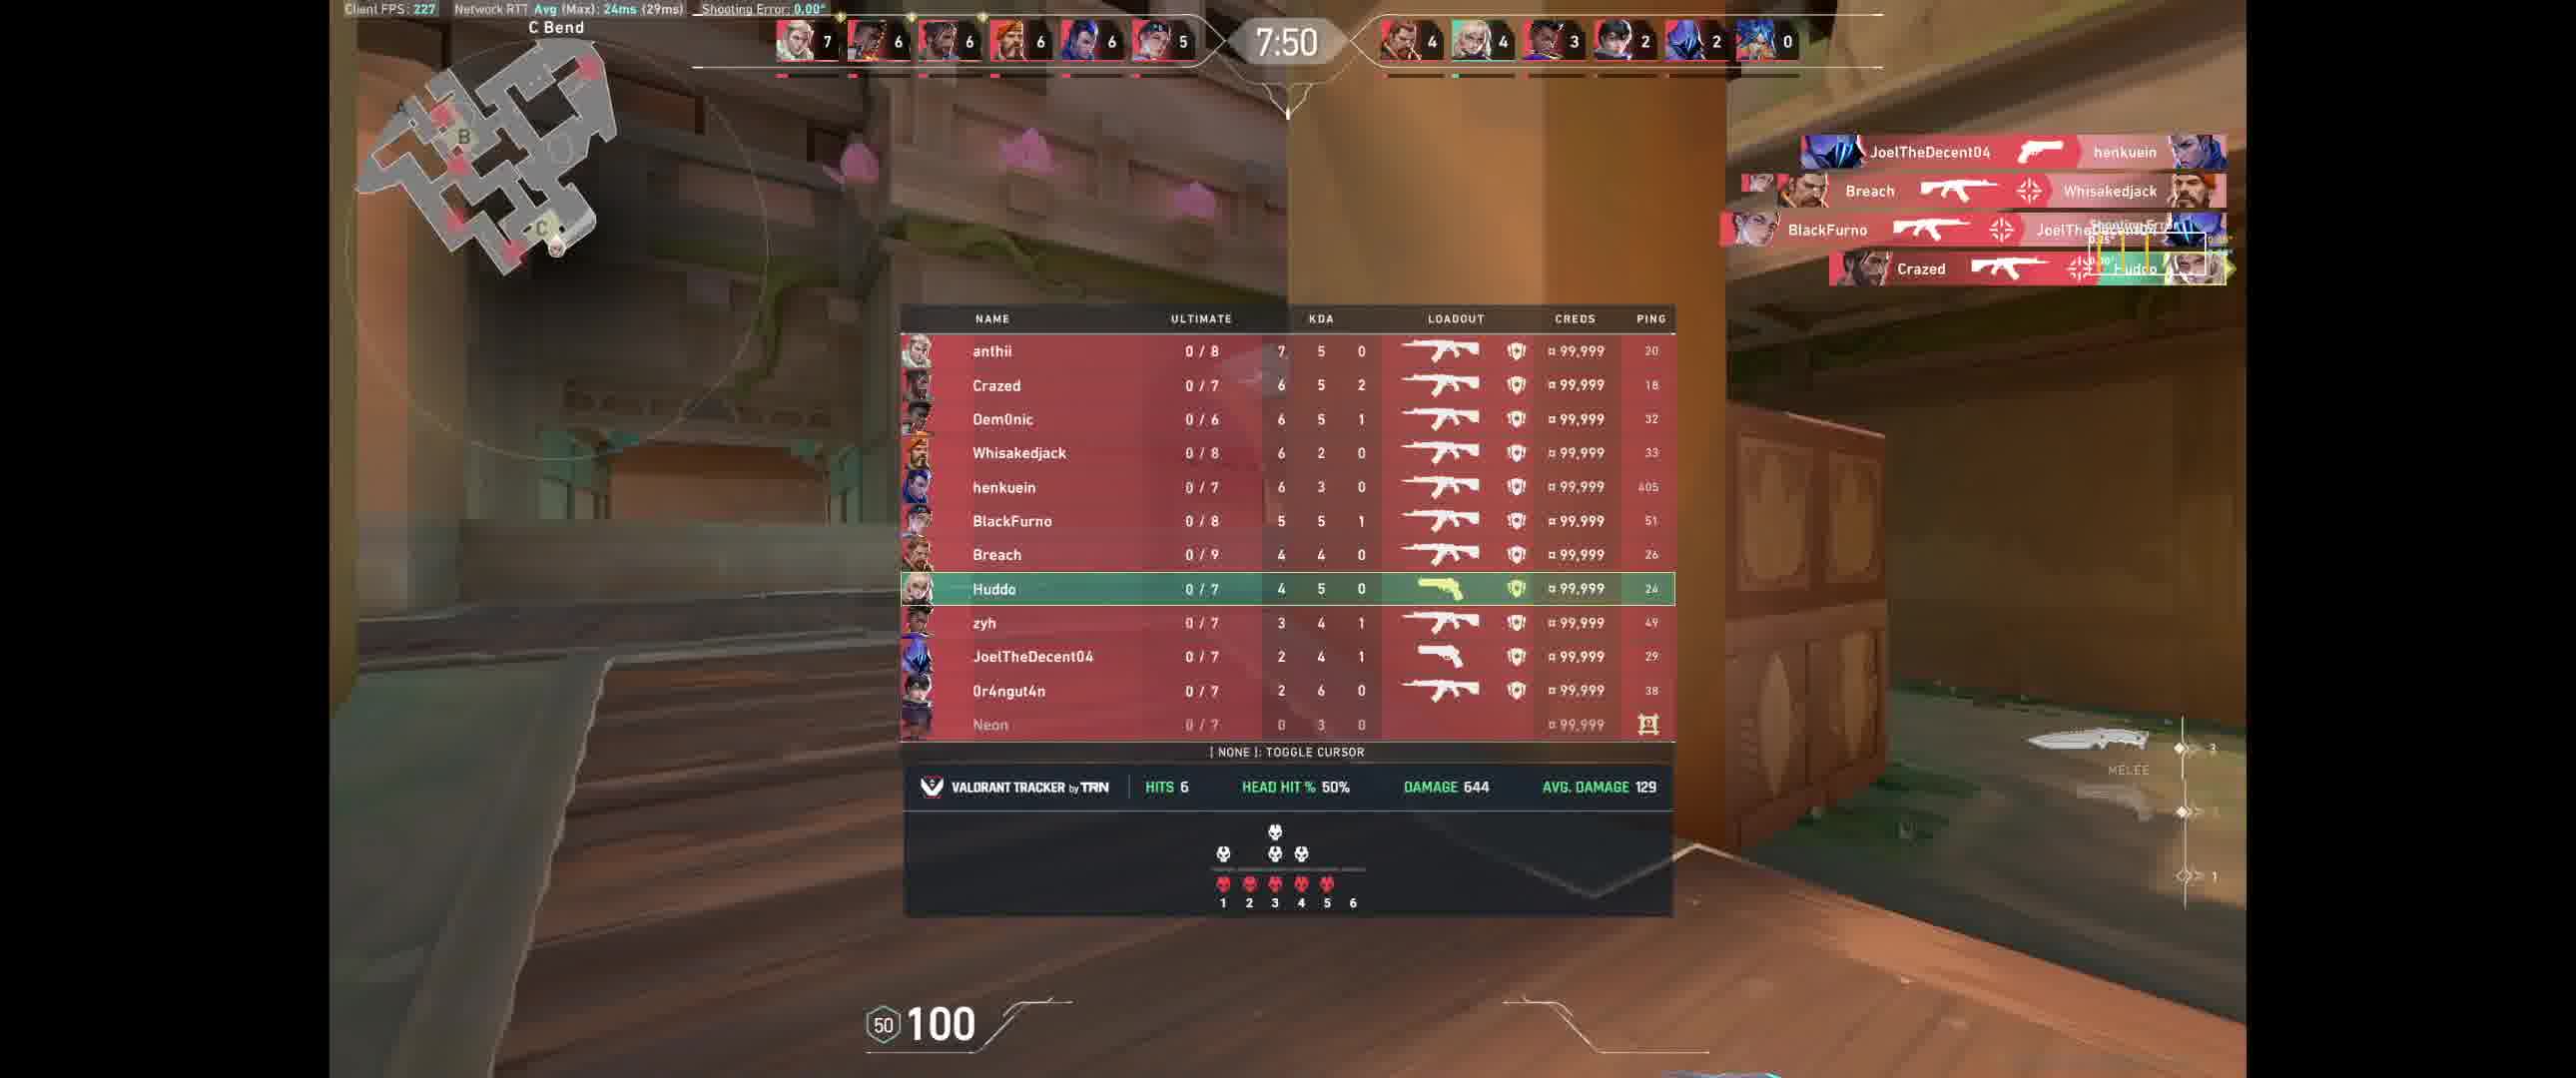 Client FPS: 227 Network RTT Avg (Max): 24ms (29ms) Shooting Error: 0.00°
C Bend
7 6 6 6 6 5 7:50 4 4 3 2 2 0
B
C
JoelTheDecent04 henkuein
Breach Whisakedjack
BlackFurno JoelTheDecent04
Shooting Error
Crazed Huddo
NAME ULTIMATE KDA LOADOUT CREDS PING
anthii 0 / 8 7 5 0 ¤ 99,999 20
Crazed 0 / 7 6 5 2 ¤ 99,999 18
Dem0nic 0 / 6 6 5 1 ¤ 99,999 32
Whisakedjack 0 / 8 6 2 0 ¤ 99,999 33
henkuein 0 / 7 6 3 0 ¤ 99,999 405
BlackFurno 0 / 8 5 5 1 ¤ 99,999 51
Breach 0 / 9 4 4 0 ¤ 99,999 26
Huddo 0 / 7 4 5 0 ¤ 99,999 24
zyh 0 / 7 3 4 1 ¤ 99,999 49
JoelTheDecent04 0 / 7 2 4 1 ¤ 99,999 29
0r4ngut4n 0 / 7 2 6 0 ¤ 99,999 38
Neon 0 / 7 0 3 0 ¤ 99,999
[ NONE ]: TOGGLE CURSOR
VALORANT TRACKER by TRN HITS 6 HEAD HIT % 50% DAMAGE 644 AVG. DAMAGE 129
1 2 3 4 5 6
3
MELEE
1
50 100